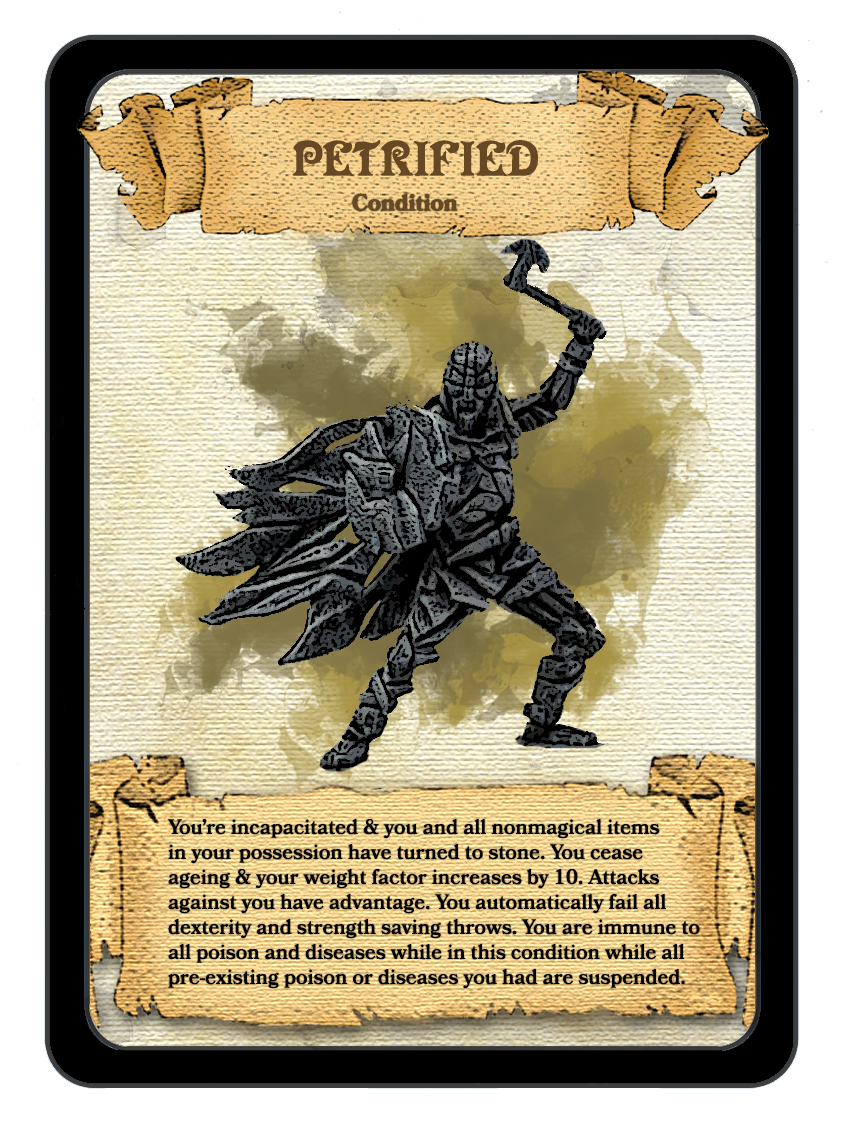 PETRIFIED
Condition
You're incapacitated & you and all nonmagical items
in your possession have turned to stone. You cease
ageing & your weight factor increases by 10. Attacks
against you have advantage. You automatically fail all
dexterity and strength saving throws. You are immune to
all poison and diseases while in this condition while all
pre-existing poison or diseases you had are suspended.